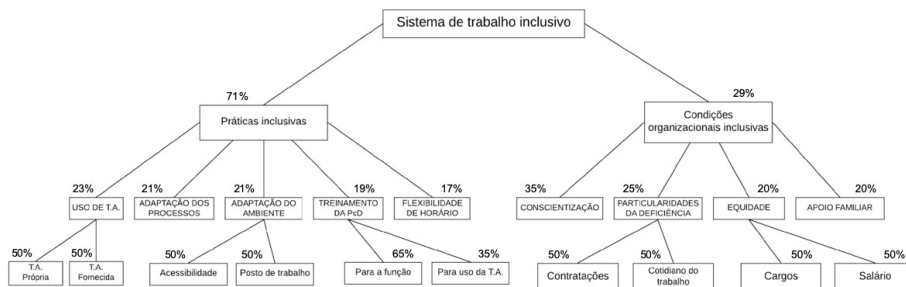 Sistema de trabalho inclusivo
71%
29%
Práticas inclusivas
Condições
organizacionais inclusivas
23%
21%
21%
19%
17%
35%
25%
20%
20%
USO DE T.A.
ADAPTAÇÃO DOS
PROCESSOS
ADAPTAÇÃO DO
AMBIENTE
TREINAMENTO
DA PcD
FLEXIBILIDADE
DE HORÁRIO
CONSCIENTIZAÇÃO
PARTICULARIDADES
DA DEFICIÊNCIA
EQUIDADE
APOIO FAMILIAR
50%
50%
50%
50%
65%
35%
50%
50%
50%
50%
T.A.
Própria
T.A.
Fornecida
Acessibilidade
Posto de trabalho
Para a função
Para uso da T.A.
Contratações
Cotidiano do
trabalho
Cargos
Salário